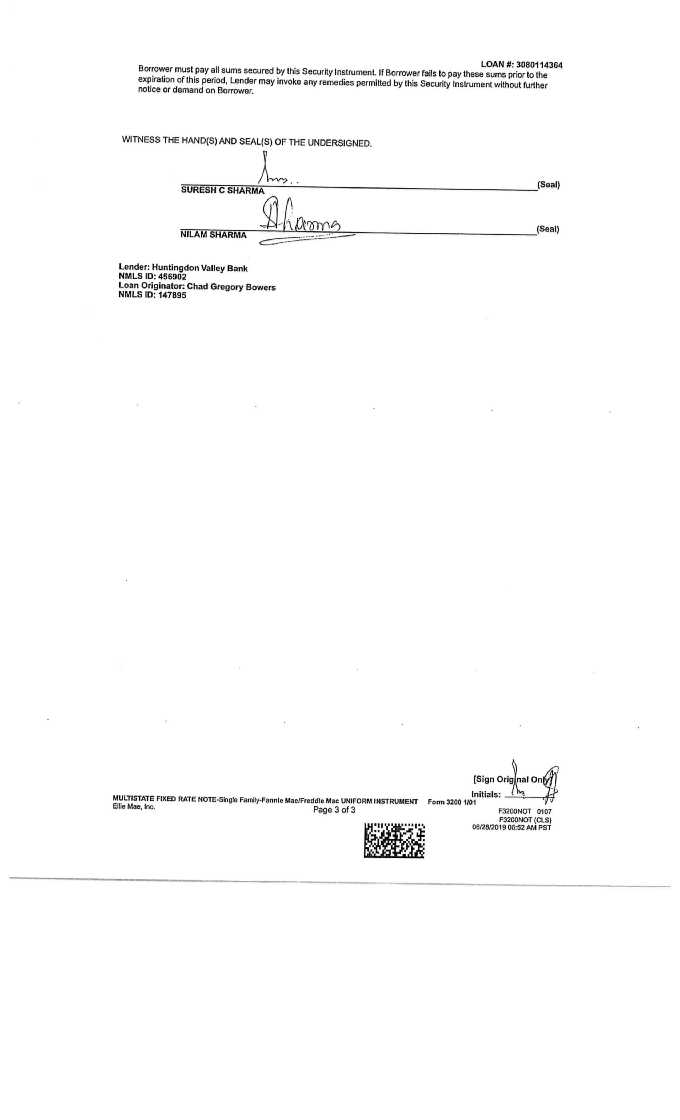 LOAN #: 3080114364
Borrower must pay all sums secured by this Security Instrument. If Borrower fails to pay these sums prior to the
expiration of this period, Lender may invoke any remedies permitted by this Security Instrument without further
notice or demand on Borrower.
WITNESS THE HAND(S) AND SEAL(S) OF THE UNDERSIGNED.
(Seal)
SURESH C SHARMA
Sharma
(Seal)
NILAM SHARMA
Lender: Huntingdon Valley Bank
NMLS ID: 456902
Loan Originator: Chad Gregory Bowers
NMLS ID: 147895
[Sign Original Only]
Initials:
MULTISTATE FIXED RATE NOTE-Single Family-Fannie Mae/Freddie Mac UNIFORM INSTRUMENT Form 3200 1/01
Ellie Mae, Inc.
Page 3 of 3
F3200NOT 0107
F3200NOT (CLS)
06/28/2019 06:52 AM PST